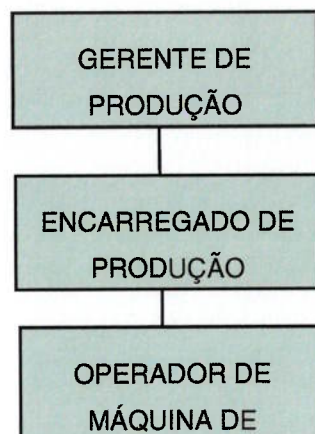 GERENTE DE
PRODUÇÃO
ENCARREGADO DE
PRODUÇÃO
OPERADOR DE
MÁQUINA DE